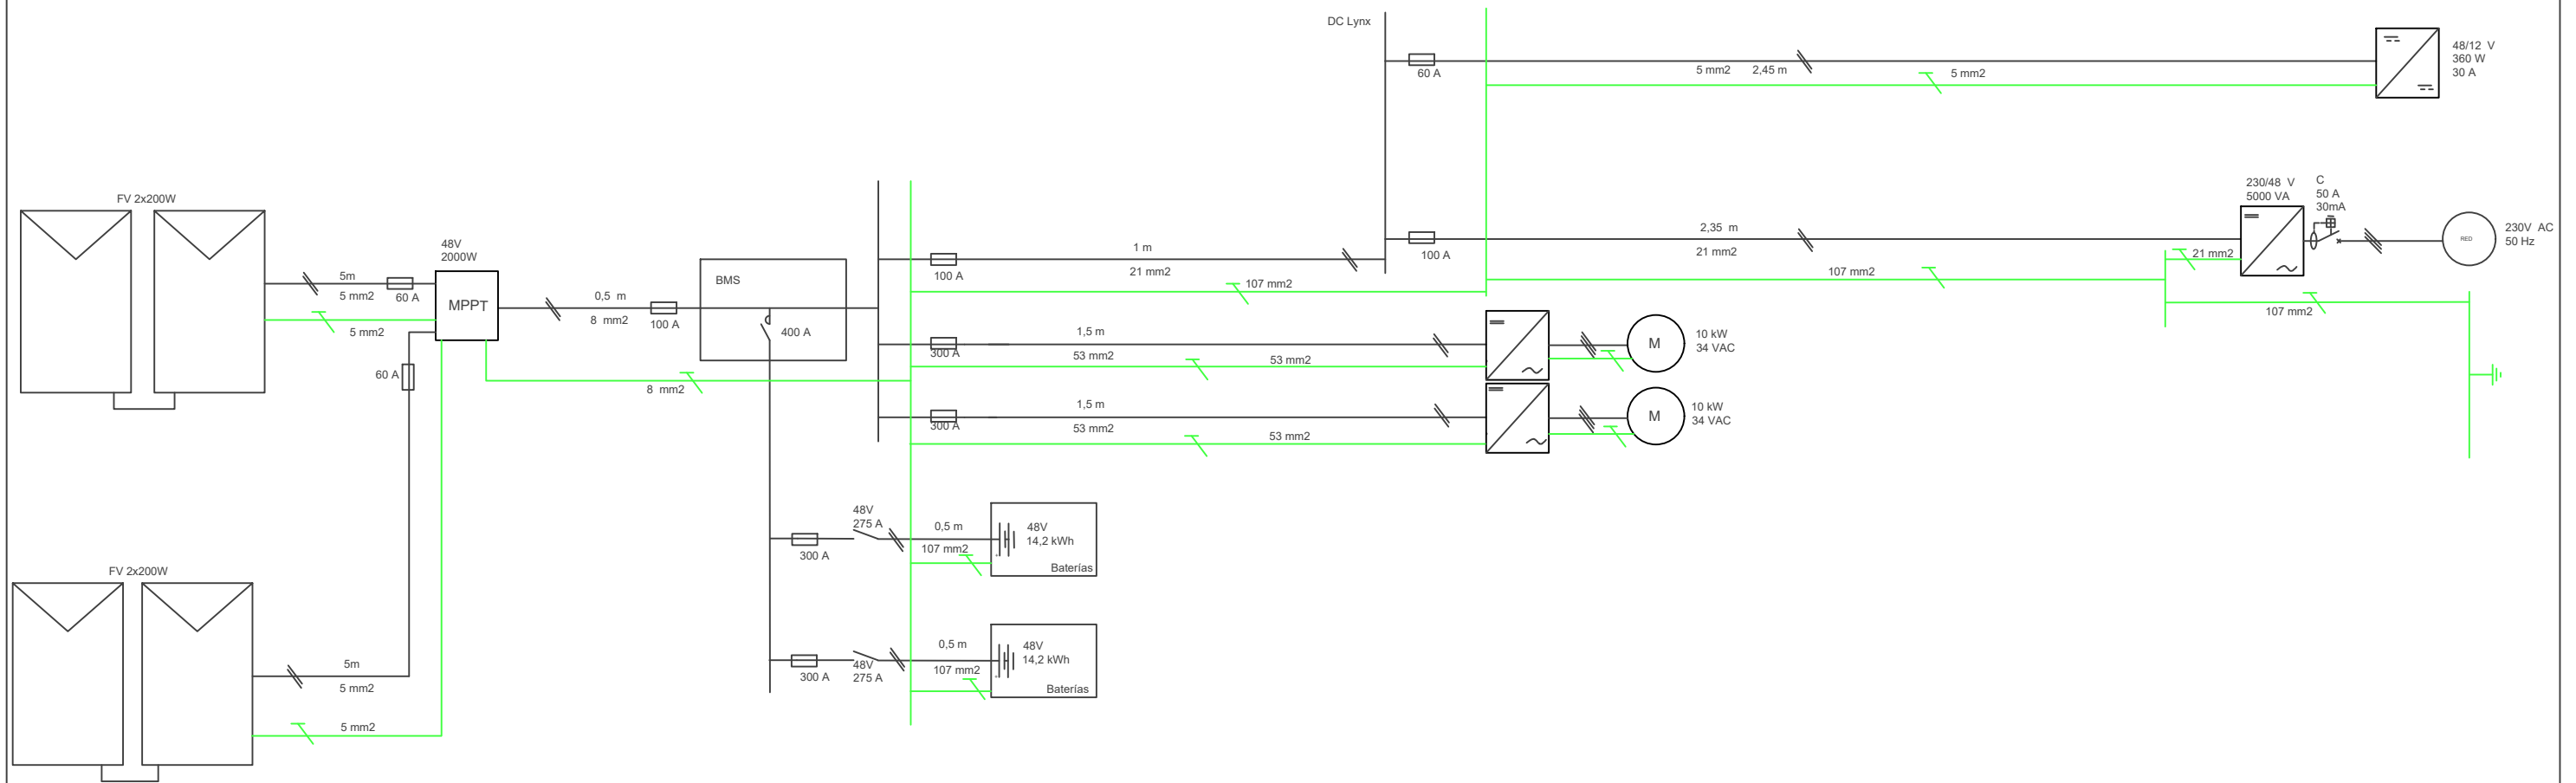 DC Lynx
60 A
5 mm2
2,45 m
5 mm2
48/12 V
360 W
30 A
FV 2x200W
5m
5 mm2
60 A
5 mm2
60 A
48V
2000W
MPPT
0,5 m
8 mm2
100 A
BMS
400 A
8 mm2
100 A
1 m
21 mm2
107 mm2
100 A
2,35 m
21 mm2
107 mm2
230/48 V
5000 VA
C
50 A
30mA
21 mm2
107 mm2
RED
230V AC
50 Hz
300 A
1,5 m
53 mm2
53 mm2
M
10 kW
34 VAC
300 A
1,5 m
53 mm2
53 mm2
M
10 kW
34 VAC
300 A
48V
275 A
0,5 m
107 mm2
48V
14,2 kWh
Baterías
300 A
48V
275 A
0,5 m
107 mm2
48V
14,2 kWh
Baterías
FV 2x200W
5m
5 mm2
5 mm2